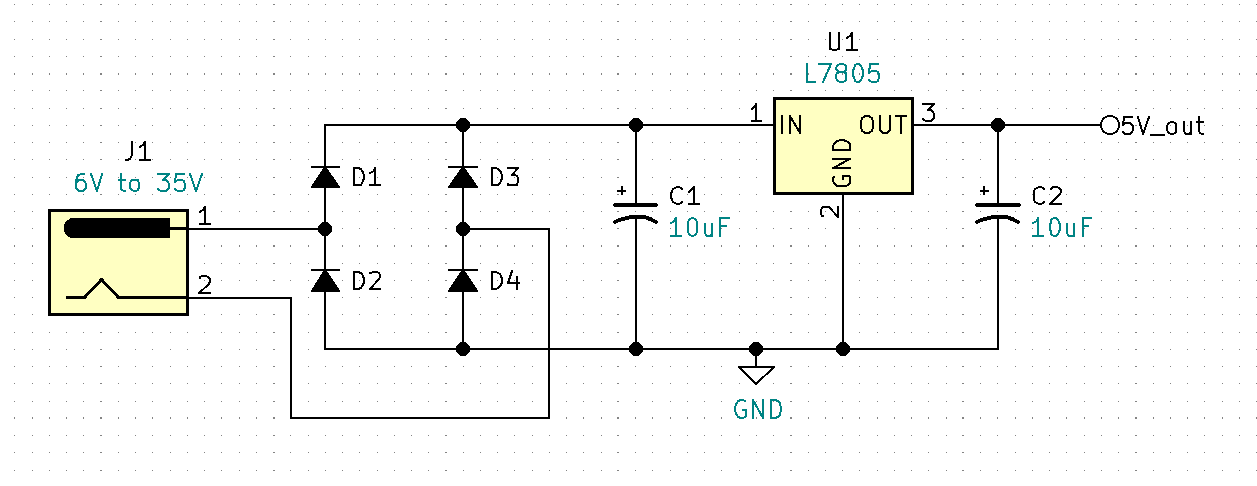 U1
L7805
1
IN
OUT
3
GND
2
5V_out
J1
6V to 35V
1
2
D1
D3
D2
D4
+
C1
10uF
+
C2
10uF
GND